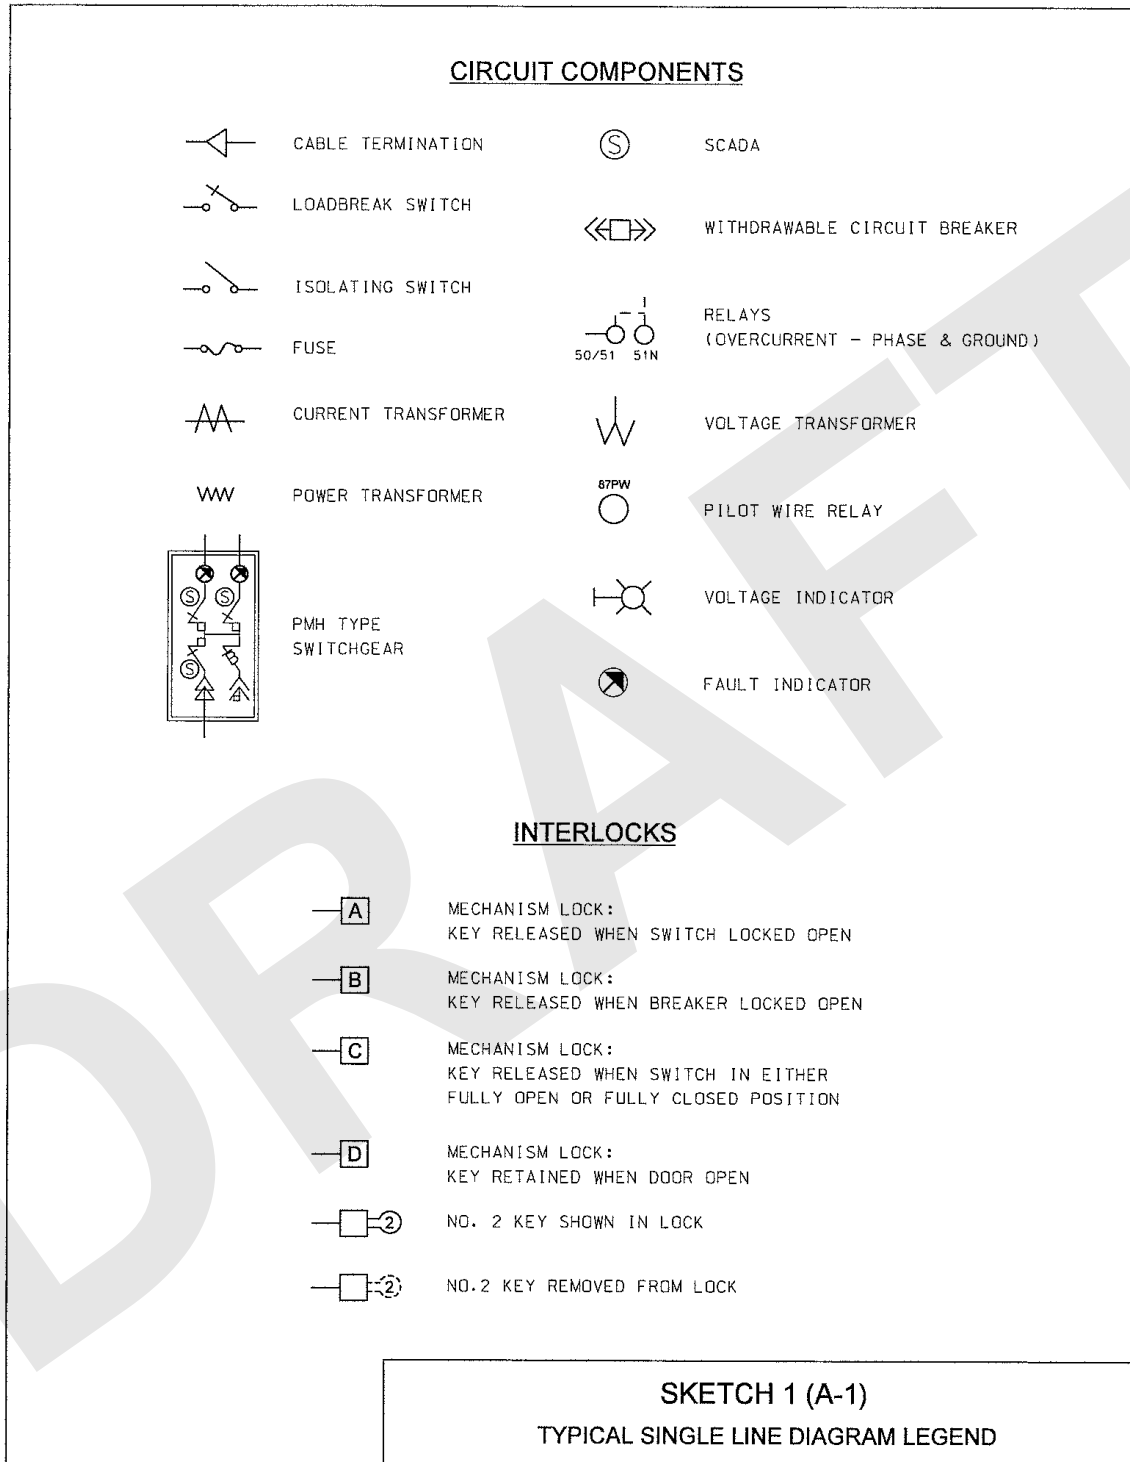 CIRCUIT COMPONENTS
CABLE TERMINATION
LOADBREAK SWITCH
ISOLATING SWITCH
FUSE
CURRENT TRANSFORMER
POWER TRANSFORMER
S
S
S
PMH TYPE
SWITCHGEAR
S
SCADA
WITHDRAWABLE CIRCUIT BREAKER
50/51 51N
RELAYS
(OVERCURRENT - PHASE & GROUND)
VOLTAGE TRANSFORMER
87PW
PILOT WIRE RELAY
VOLTAGE INDICATOR
FAULT INDICATOR
INTERLOCKS
A
MECHANISM LOCK:
KEY RELEASED WHEN SWITCH LOCKED OPEN
B
MECHANISM LOCK:
KEY RELEASED WHEN BREAKER LOCKED OPEN
C
MECHANISM LOCK:
KEY RELEASED WHEN SWITCH IN EITHER
FULLY OPEN OR FULLY CLOSED POSITION
D
MECHANISM LOCK:
KEY RETAINED WHEN DOOR OPEN
2
NO. 2 KEY SHOWN IN LOCK
2
NO.2 KEY REMOVED FROM LOCK
DRAFT
SKETCH 1 (A-1)
TYPICAL SINGLE LINE DIAGRAM LEGEND